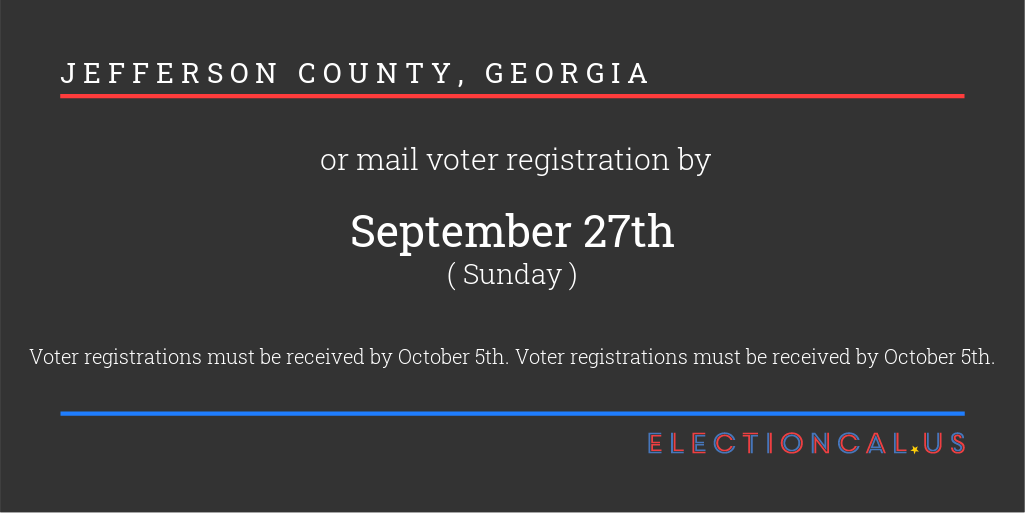 JEFFERSON COUNTY, GEORGIA
or mail voter registration by
September 27th
( Sunday )
Voter registrations must be received by October 5th. Voter registrations must be received by October 5th.
ELECTIONCAL.US